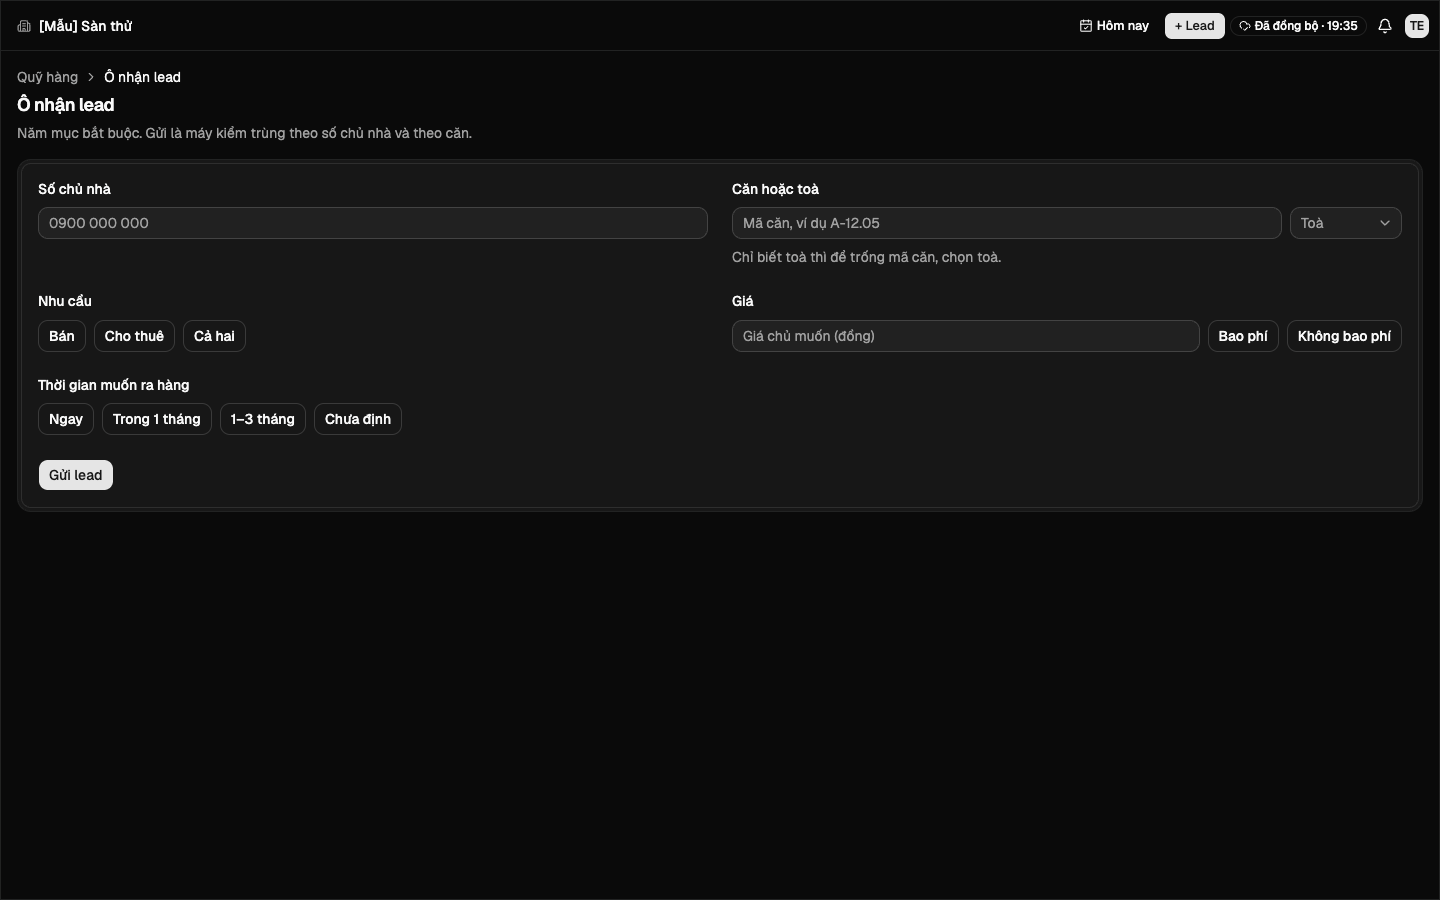 [Mẫu] Sàn thử
Hôm nay
+ Lead
Đã đồng bộ · 19:35
TE
Quỹ hàng > Ô nhận lead
Ô nhận lead
Năm mục bắt buộc. Gửi là máy kiểm trùng theo số chủ nhà và theo căn.
Số chủ nhà
0900 000 000
Căn hoặc toà
Mã căn, ví dụ A-12.05
Toà
Chỉ biết toà thì để trống mã căn, chọn toà.
Nhu cầu
Bán
Cho thuê
Cả hai
Giá
Giá chủ muốn (đồng)
Bao phí
Không bao phí
Thời gian muốn ra hàng
Ngay
Trong 1 tháng
1–3 tháng
Chưa định
Gửi lead